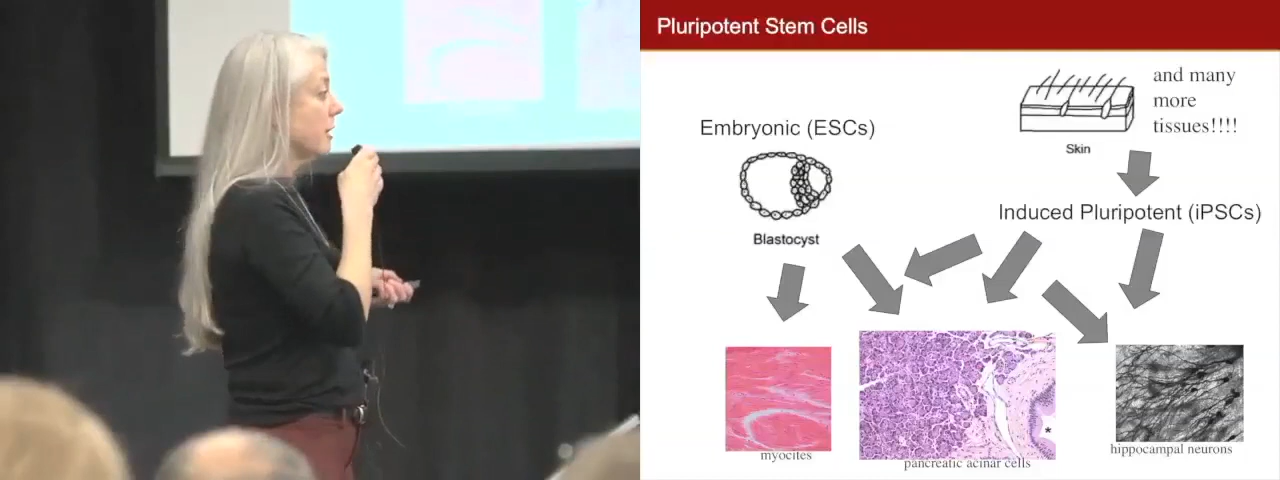 Pluripotent Stem Cells
and many
more
tissues!!!!
Embryonic (ESCs)
Skin
Induced Pluripotent (iPSCs)
Blastocyst
*
myocites
pancreatic acinar cells
hippocampal neurons